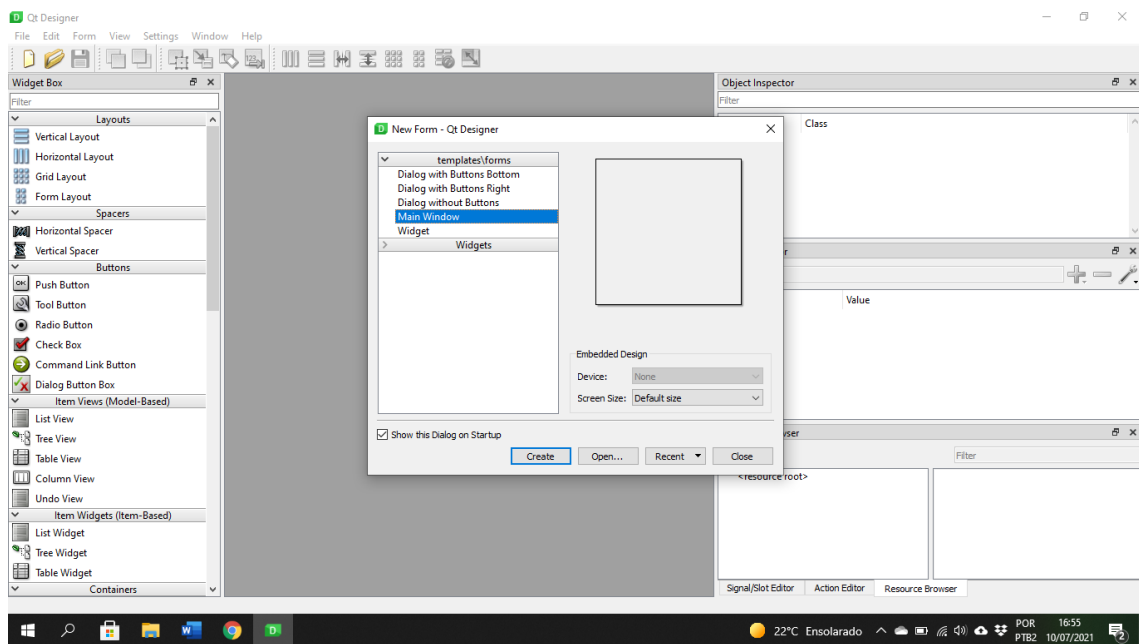 Qt Designer
File Edit Form View Settings Window Help
Widget Box
Filter
Layouts
Vertical Layout
Horizontal Layout
Grid Layout
Form Layout
Spacers
Horizontal Spacer
Vertical Spacer
Buttons
Push Button
Tool Button
Radio Button
Check Box
Command Link Button
Dialog Button Box
Item Views (Model-Based)
List View
Tree View
Table View
Column View
Undo View
Item Widgets (Item-Based)
List Widget
Tree Widget
Table Widget
Containers
New Form - Qt Designer
templates\forms
Dialog with Buttons Bottom
Dialog with Buttons Right
Dialog without Buttons
Main Window
Widget
Widgets
Embedded Design
Device: None
Screen Size: Default size
Show this Dialog on Startup
Create Open... Recent Close
Object Inspector
Filter
Class
Value
Filter
<resource root>
Signal/Slot Editor Action Editor Resource Browser
22°C Ensolarado
POR
PTB2
16:55
10/07/2021
2